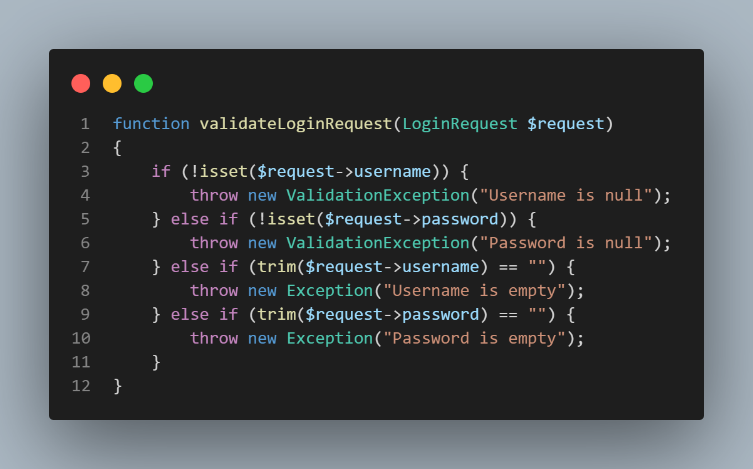 1 function validateLoginRequest(LoginRequest $request)
2 {
3     if (!isset($request->username)) {
4         throw new ValidationException("Username is null");
5     } else if (!isset($request->password)) {
6         throw new ValidationException("Password is null");
7     } else if (trim($request->username) == "") {
8         throw new Exception("Username is empty");
9     } else if (trim($request->password) == "") {
10         throw new Exception("Password is empty");
11     }
12 }